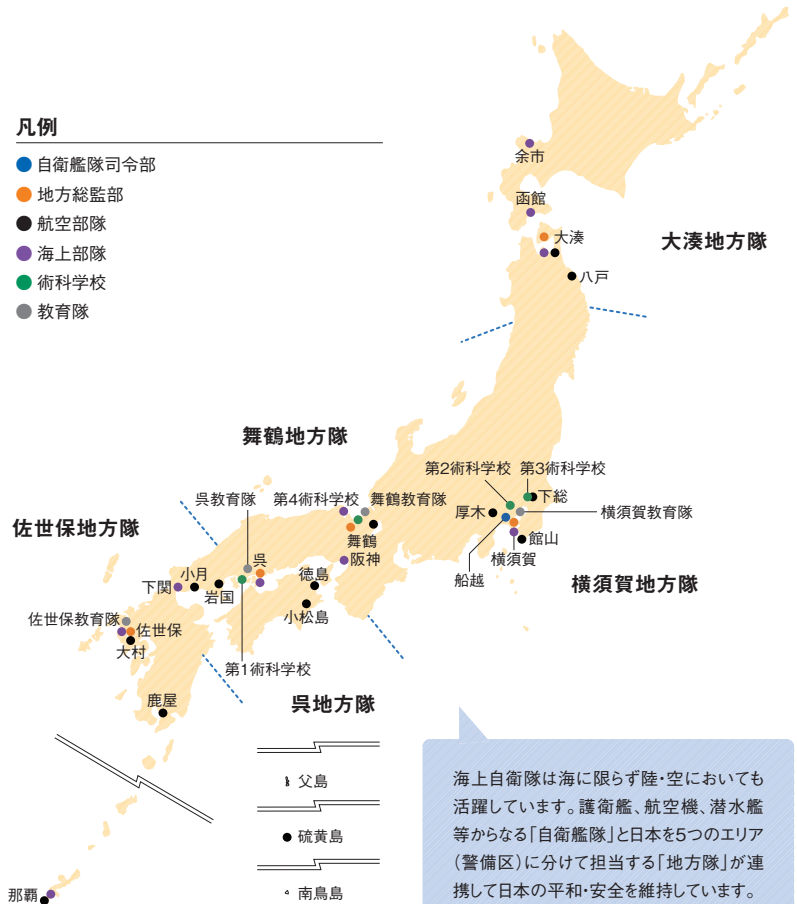 凡例
自衛艦隊司令部
地方総監部
航空部隊
海上部隊
術科学校
教育隊
余市
函館
大湊
大湊地方隊
八戸
舞鶴地方隊
第2術科学校
第3術科学校
呉教育隊
第4術科学校
舞鶴教育隊
下総
佐世保地方隊
厚木
横須賀教育隊
舞鶴
館山
呉
阪神
横須賀
小月
徳島
船越
横須賀地方隊
下関
岩国
佐世保教育隊
小松島
佐世保
大村
第1術科学校
鹿屋
呉地方隊
父島
硫黄島
南鳥島
那覇
海上自衛隊は海に限らず陸・空においても
活躍しています。護衛艦、航空機、潜水艦
等からなる「自衛艦隊」と日本を5つのエリア
(警備区)に分けて担当する「地方隊」が連
携して日本の平和・安全を維持しています。